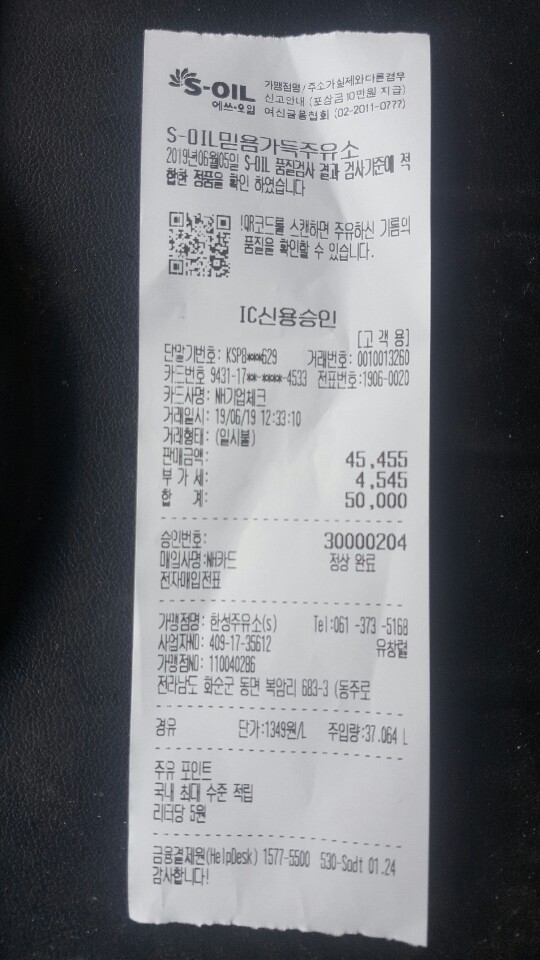 S-OIL
에쓰-오일
가맹점명/주소가실제와다른경우
신고안내 (포상금10만원 지급)
여신금융협회 (02-2011-0777)
S-OIL믿음가득주유소
2019년06월05일 S-OIL 품질검사 결과 검사기준에 적
합한 정품을 확인 하였습니다
!QR코드를 스캔하면 주유하신 기름의
품질을 확인할 수 있습니다.
IC신용승인
[고 객 용]
단말기번호: KSP8***629 거래번호: 0010013260
카드번호 9431-17**-****-4533 전표번호:1906-0020
카드사명: NH기업체크
거래일시: 19/06/19 12:33:10
거래형태: (일시불)
판매금액: 45,455
부 가 세: 4,545
합 계: 50,000
승인번호: 30000204
매입사명:NH카드 정상 완료
전자매입전표
가맹점명: 한성주유소(s) Tel:061 -373 -5168
사업자NO: 409-17-35612 유창렬
가맹점NO: 110040286
전라남도 화순군 동면 복암리 683-3 (동주로
경유 단가:1349원/L 주입량:37.064 L
주유 포인트
국내 최대 수준 적립
리터당 5원
금융결제원(HelpDesk) 1577-5500 530-Sadt 01.24
감사합니다!